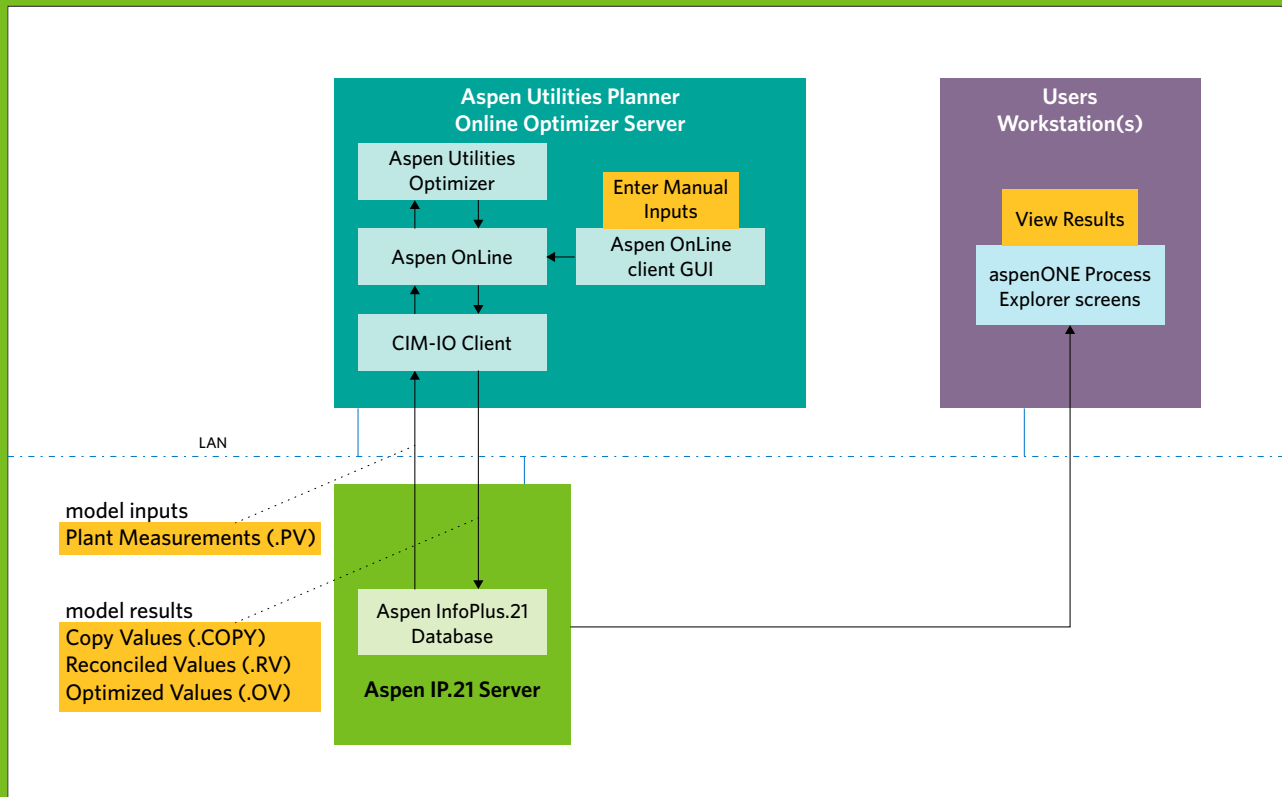 Aspen Utilities Planner
Online Optimizer Server
Aspen Utilities
Optimizer
Enter Manual
Inputs
Aspen OnLine
Aspen OnLine
client GUI
CIM-IO Client
Users
Workstation(s)
View Results
aspenONE Process
Explorer screens
LAN
model inputs
Plant Measurements (.PV)
model results
Copy Values (.COPY)
Reconciled Values (.RV)
Optimized Values (.OV)
Aspen InfoPlus.21
Database
Aspen IP.21 Server